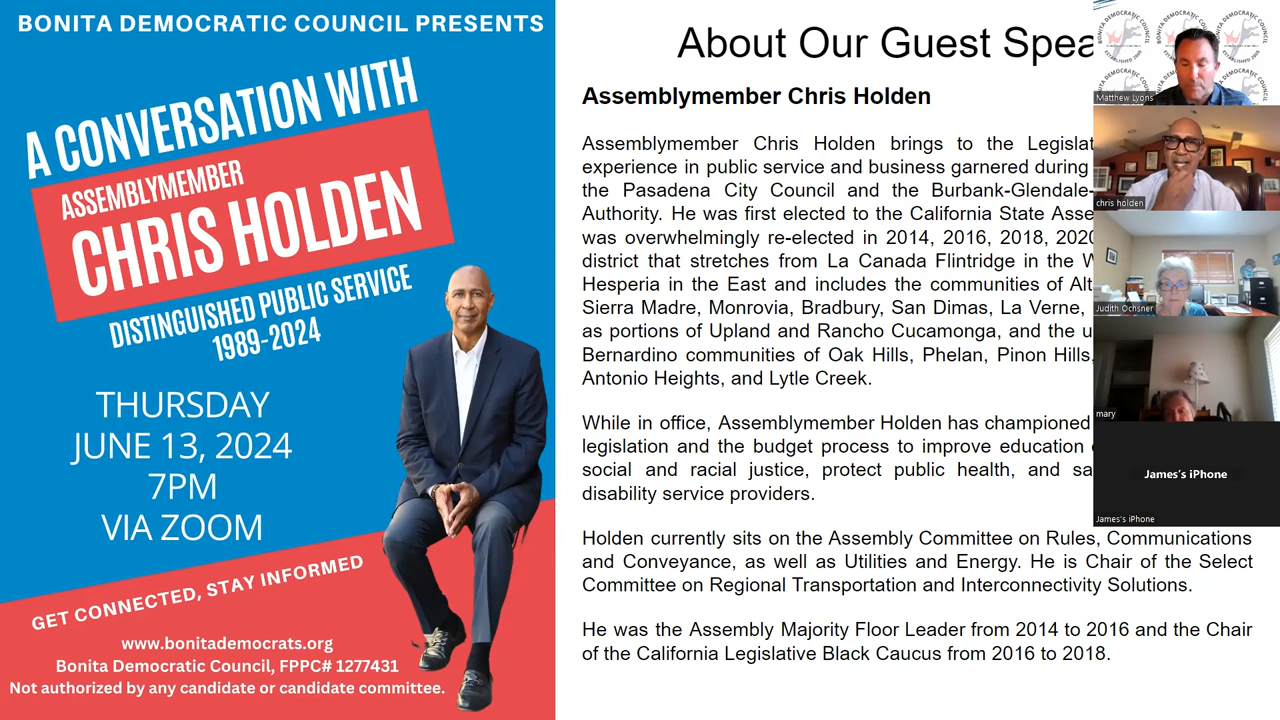 BONITA DEMOCRATIC COUNCIL PRESENTS
A CONVERSATION WITH
ASSEMBLYMEMBER
CHRIS HOLDEN
DISTINGUISHED PUBLIC SERVICE
1989-2024
THURSDAY
JUNE 13, 2024
7PM
VIA ZOOM
GET CONNECTED, STAY INFORMED
www.bonitademocrats.org
Bonita Democratic Council, FPPC# 1277431
Not authorized by any candidate or candidate committee.
About Our Guest Spea
Assemblymember Chris Holden
Assemblymember Chris Holden brings to the Legislat
experience in public service and business garnered during
the Pasadena City Council and the Burbank-Glendale-
Authority. He was first elected to the California State Asse
was overwhelmingly re-elected in 2014, 2016, 2018, 2020
district that stretches from La Canada Flintridge in the W
Hesperia in the East and includes the communities of Alt
Sierra Madre, Monrovia, Bradbury, San Dimas, La Verne,
as portions of Upland and Rancho Cucamonga, and the u
Bernardino communities of Oak Hills, Phelan, Pinon Hills,
Antonio Heights, and Lytle Creek.
While in office, Assemblymember Holden has championed
legislation and the budget process to improve education
social and racial justice, protect public health, and sa
disability service providers.
Holden currently sits on the Assembly Committee on Rules, Communications
and Conveyance, as well as Utilities and Energy. He is Chair of the Select
Committee on Regional Transportation and Interconnectivity Solutions.
He was the Assembly Majority Floor Leader from 2014 to 2016 and the Chair
of the California Legislative Black Caucus from 2016 to 2018.
BONITA DEMOCRATIC COUNCIL
ESTABLISHED 2005
Matthew Lyons
chris holden
Judith Ochsner
mary
James's iPhone
James's iPhone